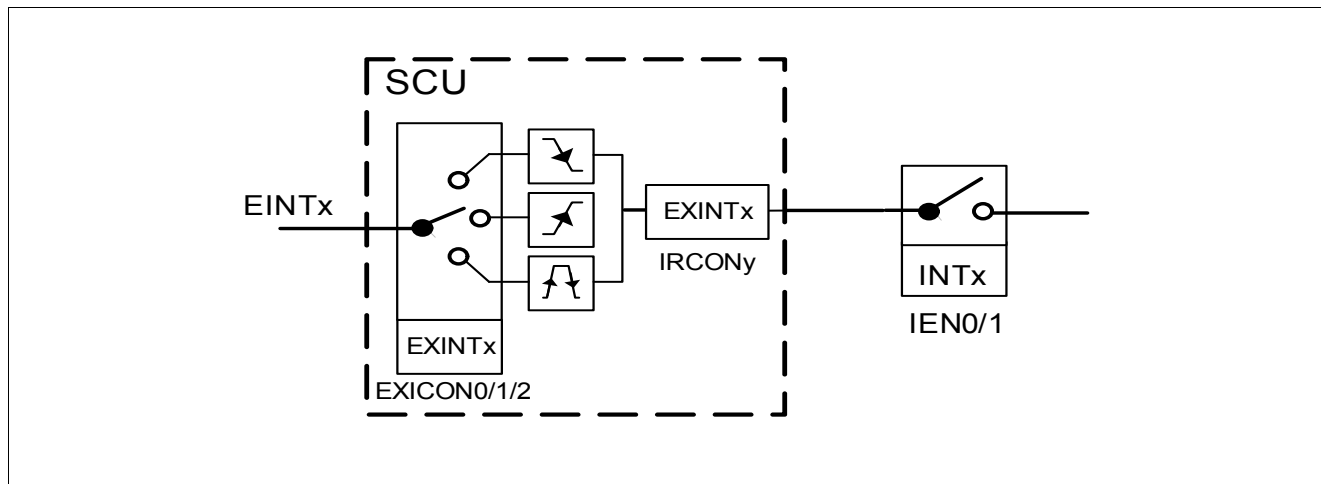 SCU
EINTx
EXINTx
IRCONy
INTx
IEN0/1
EXINTx
EXICON0/1/2